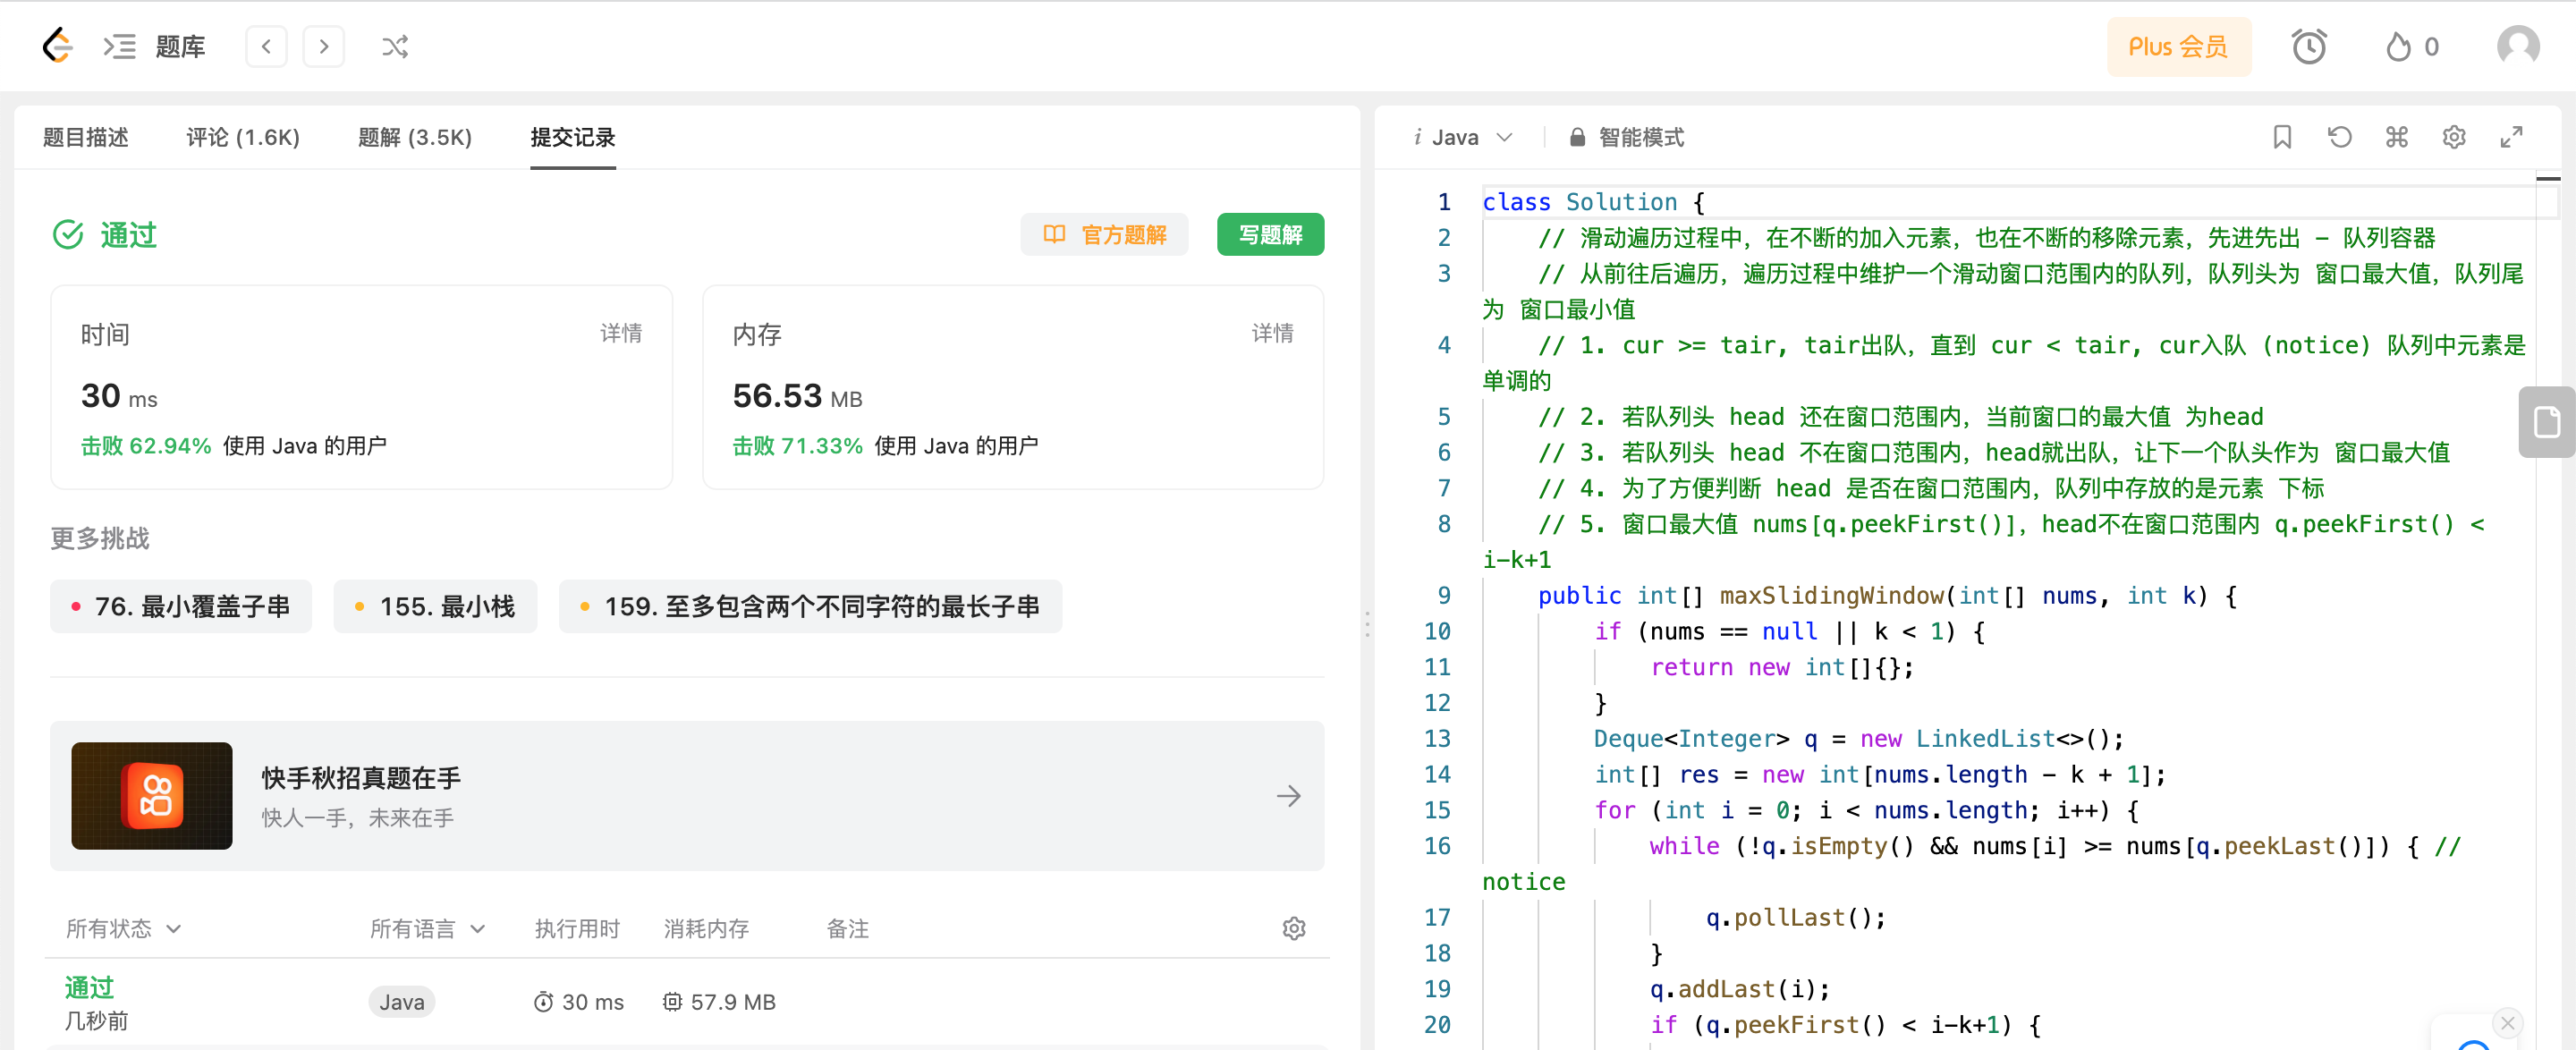 题库
Plus 会员
0
题目描述
评论 (1.6K)
题解 (3.5K)
提交记录
通过
官方题解
写题解
时间
详情
30 ms
击败 62.94% 使用 Java 的用户
内存
详情
56.53 MB
击败 71.33% 使用 Java 的用户
更多挑战
76. 最小覆盖子串
155. 最小栈
159. 至多包含两个不同字符的最长子串
快手秋招真题在手
快人一手，未来在手
所有状态
所有语言
执行用时
消耗内存
备注
通过
几秒前
Java
30 ms
57.9 MB
i Java
智能模式
1 class Solution {
2 // 滑动遍历过程中，在不断的加入元素，也在不断的移除元素，先进先出 - 队列容器
3 // 从前往后遍历，遍历过程中维护一个滑动窗口范围内的队列，队列头为 窗口最大值，队列尾
为 窗口最小值
4 // 1. cur >= tair, tair出队，直到 cur < tair, cur入队 (notice) 队列中元素是
单调的
5 // 2. 若队列头 head 还在窗口范围内，当前窗口的最大值 为head
6 // 3. 若队列头 head 不在窗口范围内，head就出队，让下一个队头作为 窗口最大值
7 // 4. 为了方便判断 head 是否在窗口范围内，队列中存放的是元素 下标
8 // 5. 窗口最大值 nums[q.peekFirst()]，head不在窗口范围内 q.peekFirst() <
i-k+1
9 public int[] maxSlidingWindow(int[] nums, int k) {
10 if (nums == null || k < 1) {
11 return new int[]{};
12 }
13 Deque<Integer> q = new LinkedList<>();
14 int[] res = new int[nums.length - k + 1];
15 for (int i = 0; i < nums.length; i++) {
16 while (!q.isEmpty() && nums[i] >= nums[q.peekLast()]) { //
notice
17 q.pollLast();
18 }
19 q.addLast(i);
20 if (q.peekFirst() < i-k+1) {